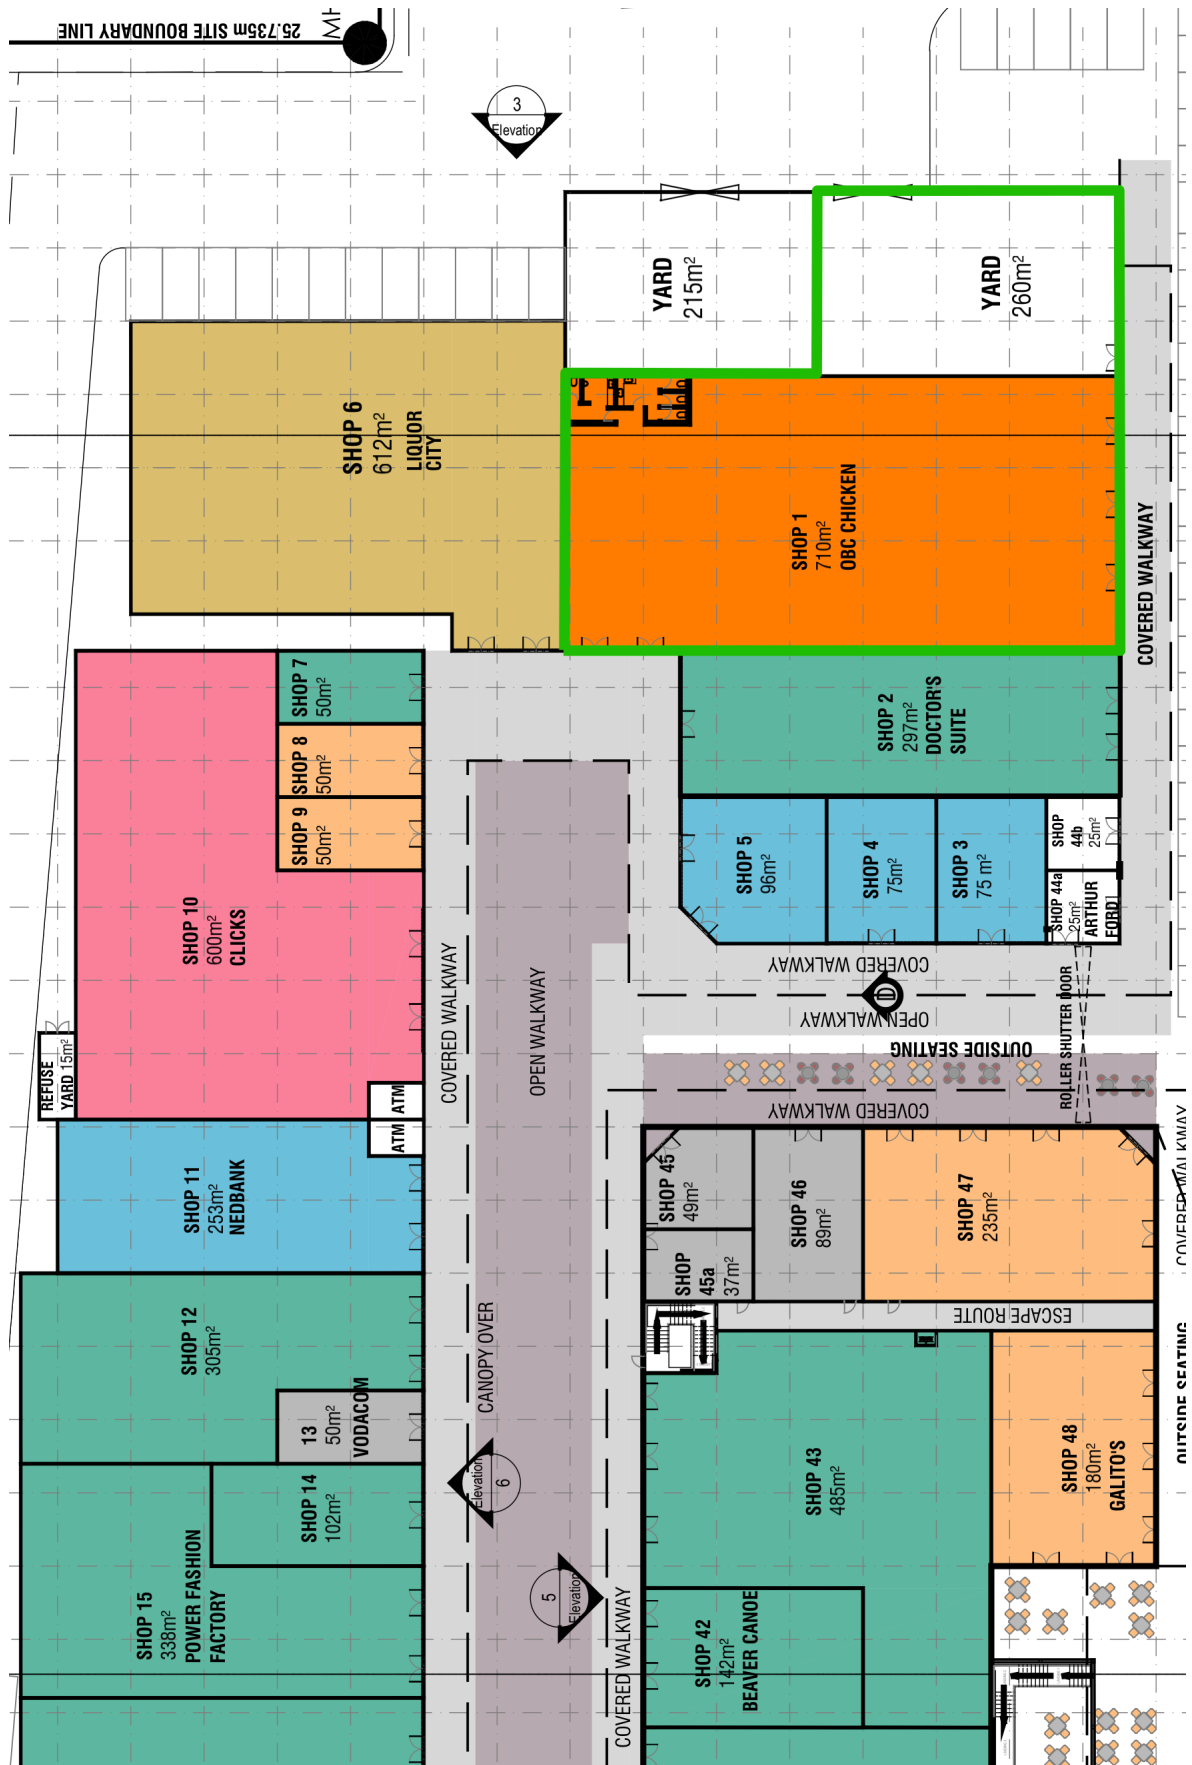 25.735m SITE BOUNDARY LINE
MH
3
Elevation
YARD
215m²
YARD
260m²
SHOP 6
612m²
LIQUOR
CITY
SHOP 1
710m²
OBC CHICKEN
COVERED WALKWAY
SHOP 7
50m²
SHOP 8
50m²
SHOP 9
50m²
SHOP 2
297m²
DOCTOR'S
SUITE
SHOP 10
600m²
CLICKS
SHOP 5
96m²
SHOP 4
75m²
SHOP 3
75 m²
SHOP
44b
25m²
SHOP 44a
25m²
ARTHUR
FORD
COVERED WALKWAY
OPEN WALKWAY
COVERED WALKWAY
D
OPEN WALKWAY
OUTSIDE SEATING
ROLLER SHUTTER DOOR
COVERED WALKWAY
REFUSE
YARD 15m²
ATM
ATM
SHOP 11
253m²
NEDBANK
SHOP 45
49m²
SHOP
45a
37m²
SHOP 46
89m²
SHOP 47
235m²
COVERED WALKWAY
ESCAPE ROUTE
OUTSIDE SEATING
SHOP 12
305m²
13
50m²
VODACOM
CANOPY OVER
SHOP 14
102m²
Elevation
6
SHOP 43
485m²
SHOP 48
180m²
GALITO'S
SHOP 15
338m²
POWER FASHION
FACTORY
5
Elevation
COVERED WALKWAY
SHOP 42
142m²
BEAVER CANOE